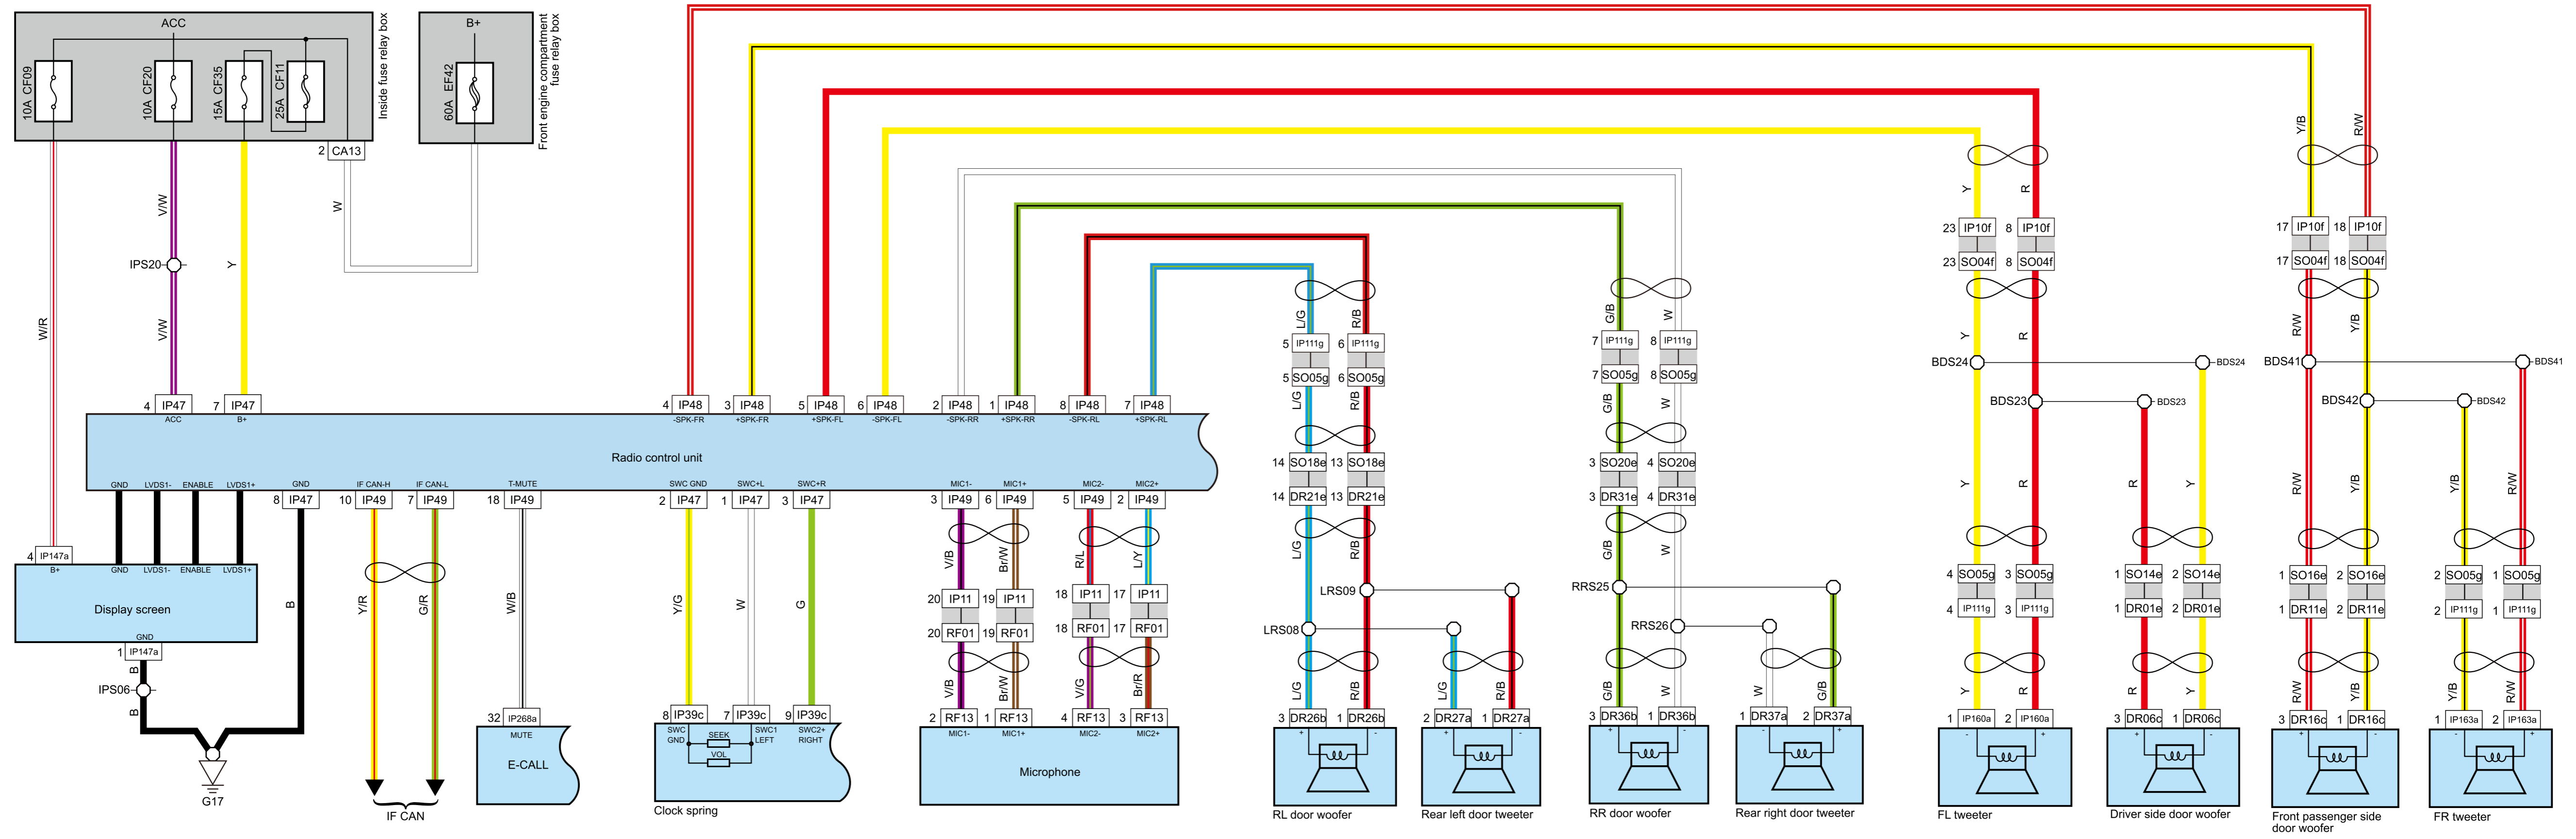 ACC
10A CF09
10A CF20
15A CF35
25A CF11
Inside fuse relay box
B+
60A EF42
Front engine compartment
fuse relay box
2 CA13
W
W/R
V/W
IPS20
V/W
Y
Y/B
R/W
Y
R
23 IP10f 8 IP10f
23 SO04f 8 SO04f
17 IP10f 18 IP10f
17 SO04f 18 SO04f
L/G
R/B
G/B
W
5 IP111g 6 IP111g
5 SO05g 6 SO05g
7 IP111g 8 IP111g
7 SO05g 8 SO05g
Y
R
R/W
Y/B
BDS24
BDS24
BDS41
BDS41
BDS23
BDS23
BDS42
BDS42
L/G
R/B
G/B
W
4 IP47
7 IP47
4 IP48
3 IP48
5 IP48
6 IP48
2 IP48
1 IP48
8 IP48
7 IP48
ACC
B+
-SPK-FR
+SPK-FR
+SPK-FL
-SPK-FL
-SPK-RR
+SPK-RR
-SPK-RL
+SPK-RL
Radio control unit
GND
LVDS1-
ENABLE
LVDS1+
GND
IF CAN-H
IF CAN-L
T-MUTE
SWC GND
SWC+L
SWC+R
MIC1-
MIC1+
MIC2-
MIC2+
8 IP47
10 IP49
7 IP49
18 IP49
2 IP47
1 IP47
3 IP47
3 IP49
6 IP49
5 IP49
2 IP49
14 SO18e 13 SO18e
14 DR21e 13 DR21e
3 SO20e 4 SO20e
3 DR31e 4 DR31e
Y
R
R
Y
R/W
Y/B
Y/B
R/W
L/G
R/B
G/B
W
4 IP147a
B+
GND
LVDS1-
ENABLE
LVDS1+
Display screen
GND
1 IP147a
B
IPS06
B
B
G17
Y/R
G/R
IF CAN
W/B
32 IP268a
MUTE
E-CALL
Y/G
W
G
8 IP39c
7 IP39c
9 IP39c
SWC
GND
SEEK
VOL
SWC1
LEFT
SWC2+
RIGHT
Clock spring
V/B
Br/W
R/L
L/Y
20 IP11 19 IP11
20 RF01 19 RF01
18 IP11 17 IP11
18 RF01 17 RF01
V/B
Br/W
V/G
Br/R
2 RF13 1 RF13
4 RF13 3 RF13
MIC1-
MIC1+
MIC2-
MIC2+
Microphone
LRS09
LRS08
RRS25
RRS26
4 SO05g 3 SO05g
4 IP111g 3 IP111g
1 SO14e 2 SO14e
1 DR01e 2 DR01e
1 SO16e 2 SO16e
1 DR11e 2 DR11e
2 SO05g 1 SO05g
2 IP111g 1 IP111g
L/G
R/B
L/G
R/B
G/B
W
W
G/B
Y
R
R
Y
R/W
Y/B
Y/B
R/W
3 DR26b 1 DR26b
2 DR27a 1 DR27a
3 DR36b 1 DR36b
1 DR37a 2 DR37a
1 IP160a 2 IP160a
3 DR06c 1 DR06c
3 DR16c 1 DR16c
1 IP163a 2 IP163a
+ -
+ -
+ -
- +
- +
+ -
+ -
- +
RL door woofer
Rear left door tweeter
RR door woofer
Rear right door tweeter
FL tweeter
Driver side door woofer
Front passenger side
door woofer
FR tweeter